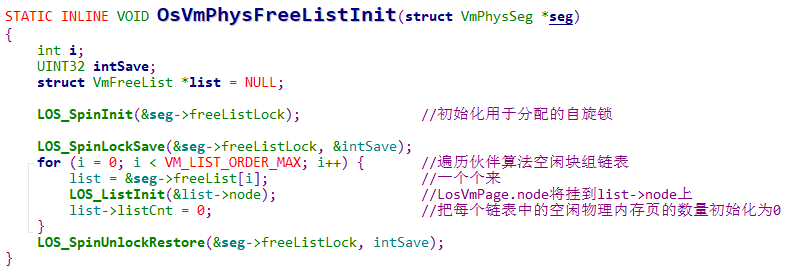 STATIC INLINE VOID OsVmPhysFreeListInit(struct VmPhysSeg *seg)
{
    int i;
    UINT32 intSave;
    struct VmFreeList *list = NULL;
    LOS_SpinInit(&seg->freeListLock);               //初始化用于分配的自旋锁
    LOS_SpinLockSave(&seg->freeListLock, &intSave);
    for (i = 0; i < VM_LIST_ORDER_MAX; i++) {       //遍历伙伴算法空闲块组链表
        list = &seg->freeList[i];                   //一个个来
        LOS_ListInit(&list->node);                  //LosVmPage.node将挂到list->node上
        list->listCnt = 0;                          //把每个链表中的空闲物理内存页的数量初始化为0
    }
    LOS_SpinUnlockRestore(&seg->freeListLock, intSave);
}